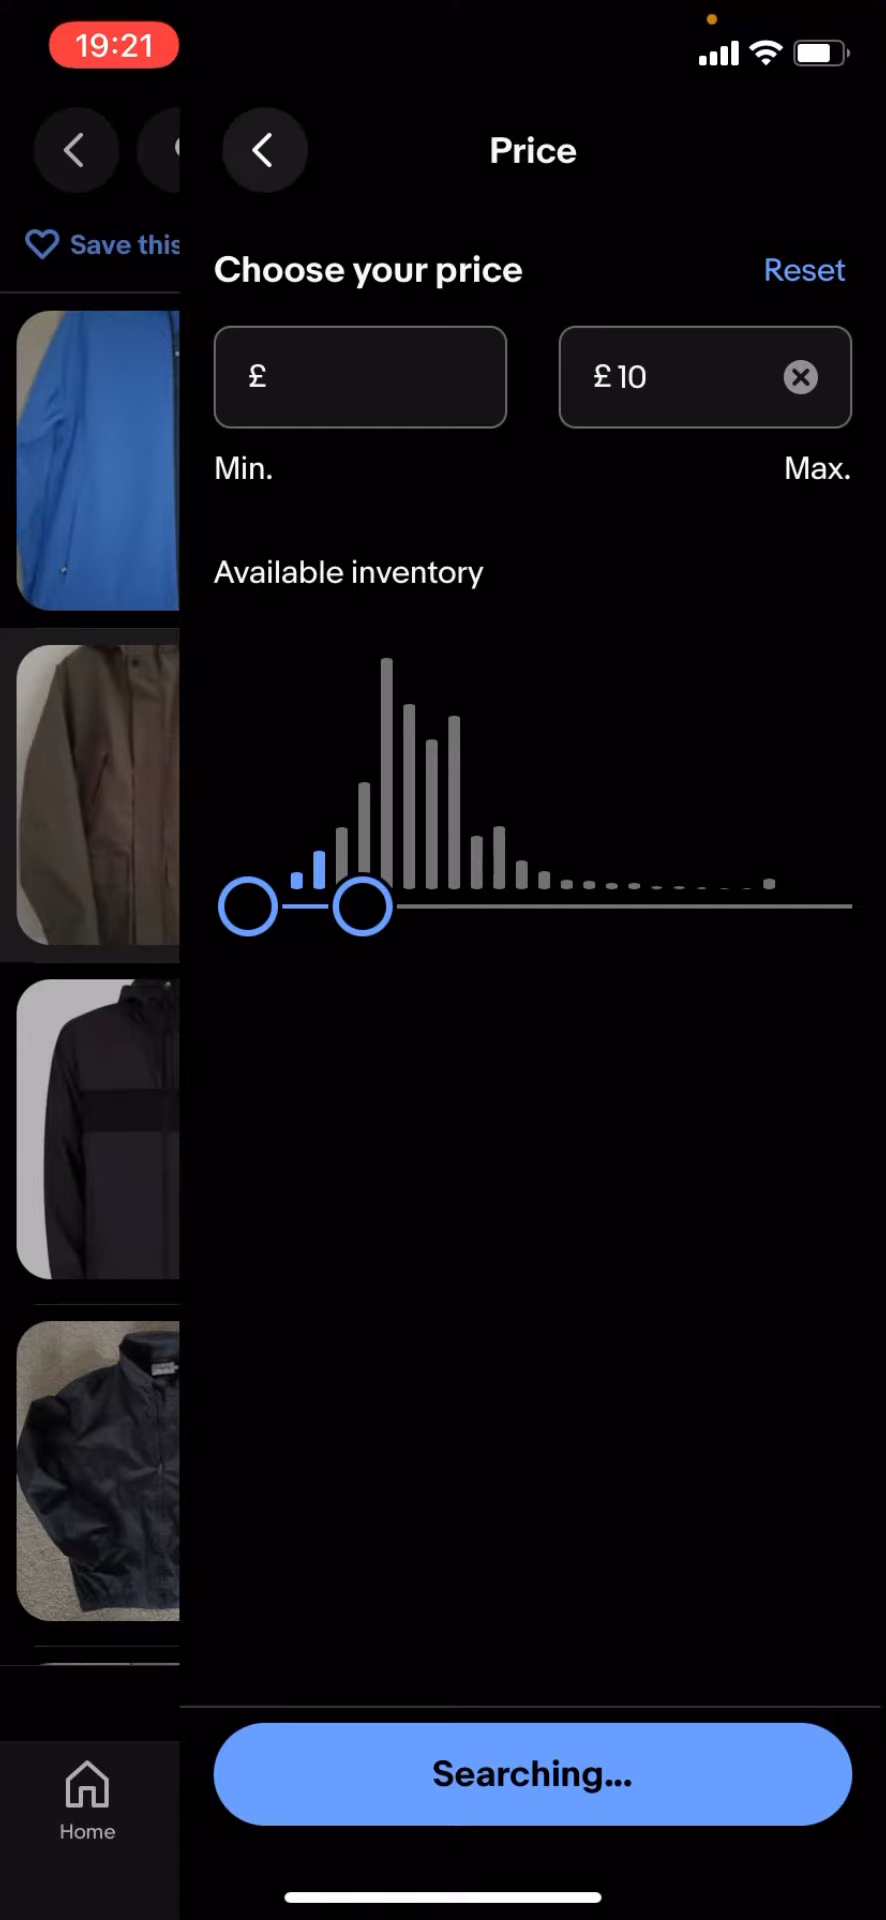 19:21
Price
Save this
Choose your price
Reset
£
£ 10
Min.
Max.
Available inventory
Searching...
Home